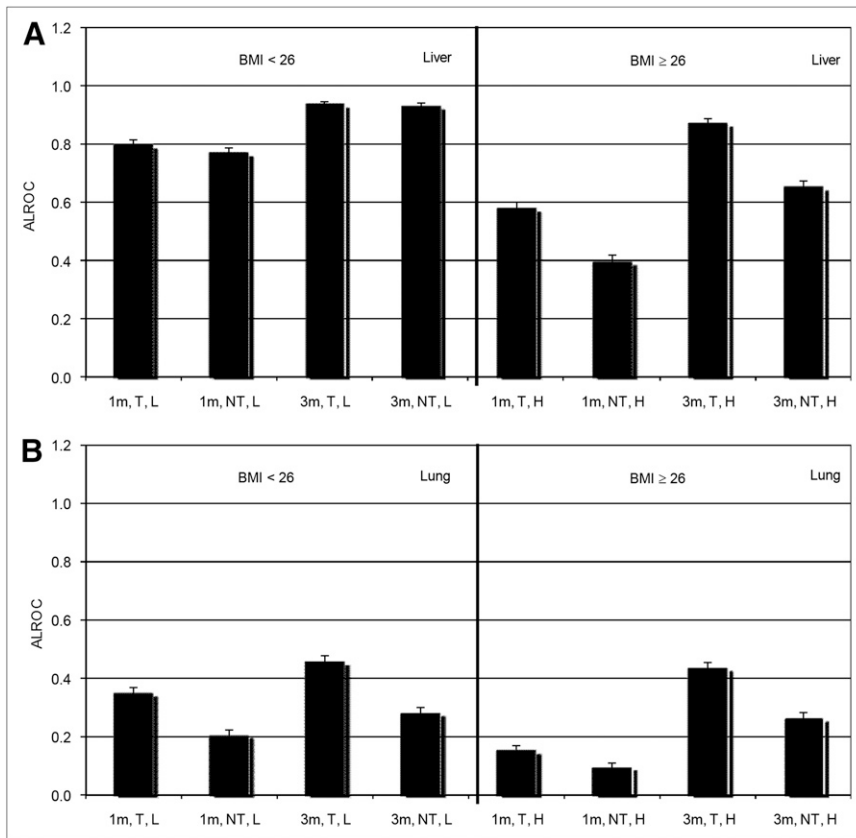 A
1.2
BMI < 26 Liver BMI ≥ 26 Liver
1.0
0.8
0.6
0.4
0.2
0.0
ALROC
1m, T, L 1m, NT, L 3m, T, L 3m, NT, L 1m, T, H 1m, NT, H 3m, T, H 3m, NT, H
B
1.2
BMI < 26 Lung BMI ≥ 26 Lung
1.0
0.8
0.6
0.4
0.2
0.0
ALROC
1m, T, L 1m, NT, L 3m, T, L 3m, NT, L 1m, T, H 1m, NT, H 3m, T, H 3m, NT, H